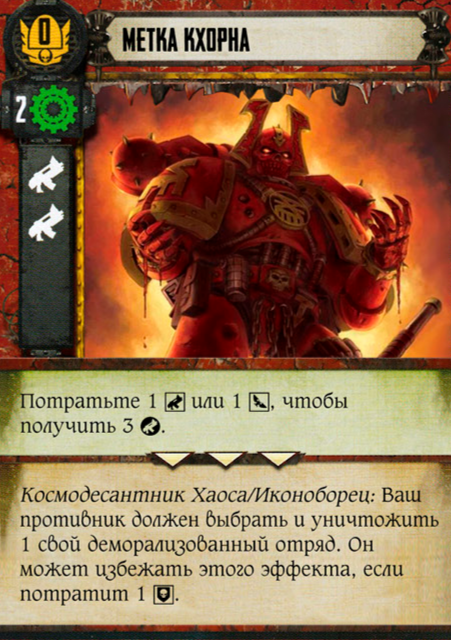 0
МЕТКА КХОРНА
2
Потратьте 1 или 1 , чтобы
получить 3 .
Космодесантник Хаоса/Иконоборец: Ваш
противник должен выбрать и уничтожить
1 свой деморализованный отряд. Он
может избежать этого эффекта, если
потратит 1 .